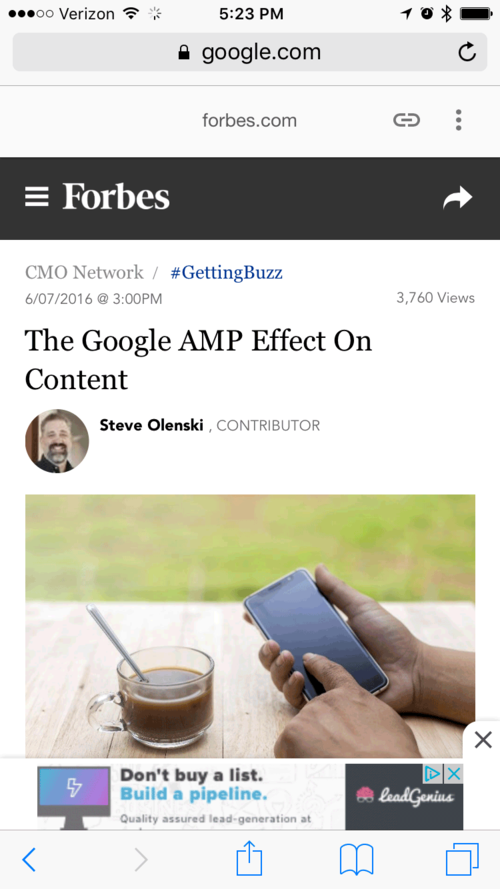 Verizon 5:23 PM
google.com
forbes.com
Forbes
CMO Network / #GettingBuzz
6/07/2016 @ 3:00PM 3,760 Views
The Google AMP Effect On
Content
Steve Olenski , CONTRIBUTOR
Don't buy a list.
Build a pipeline.
Quality assured lead-generation at
LeadGenius